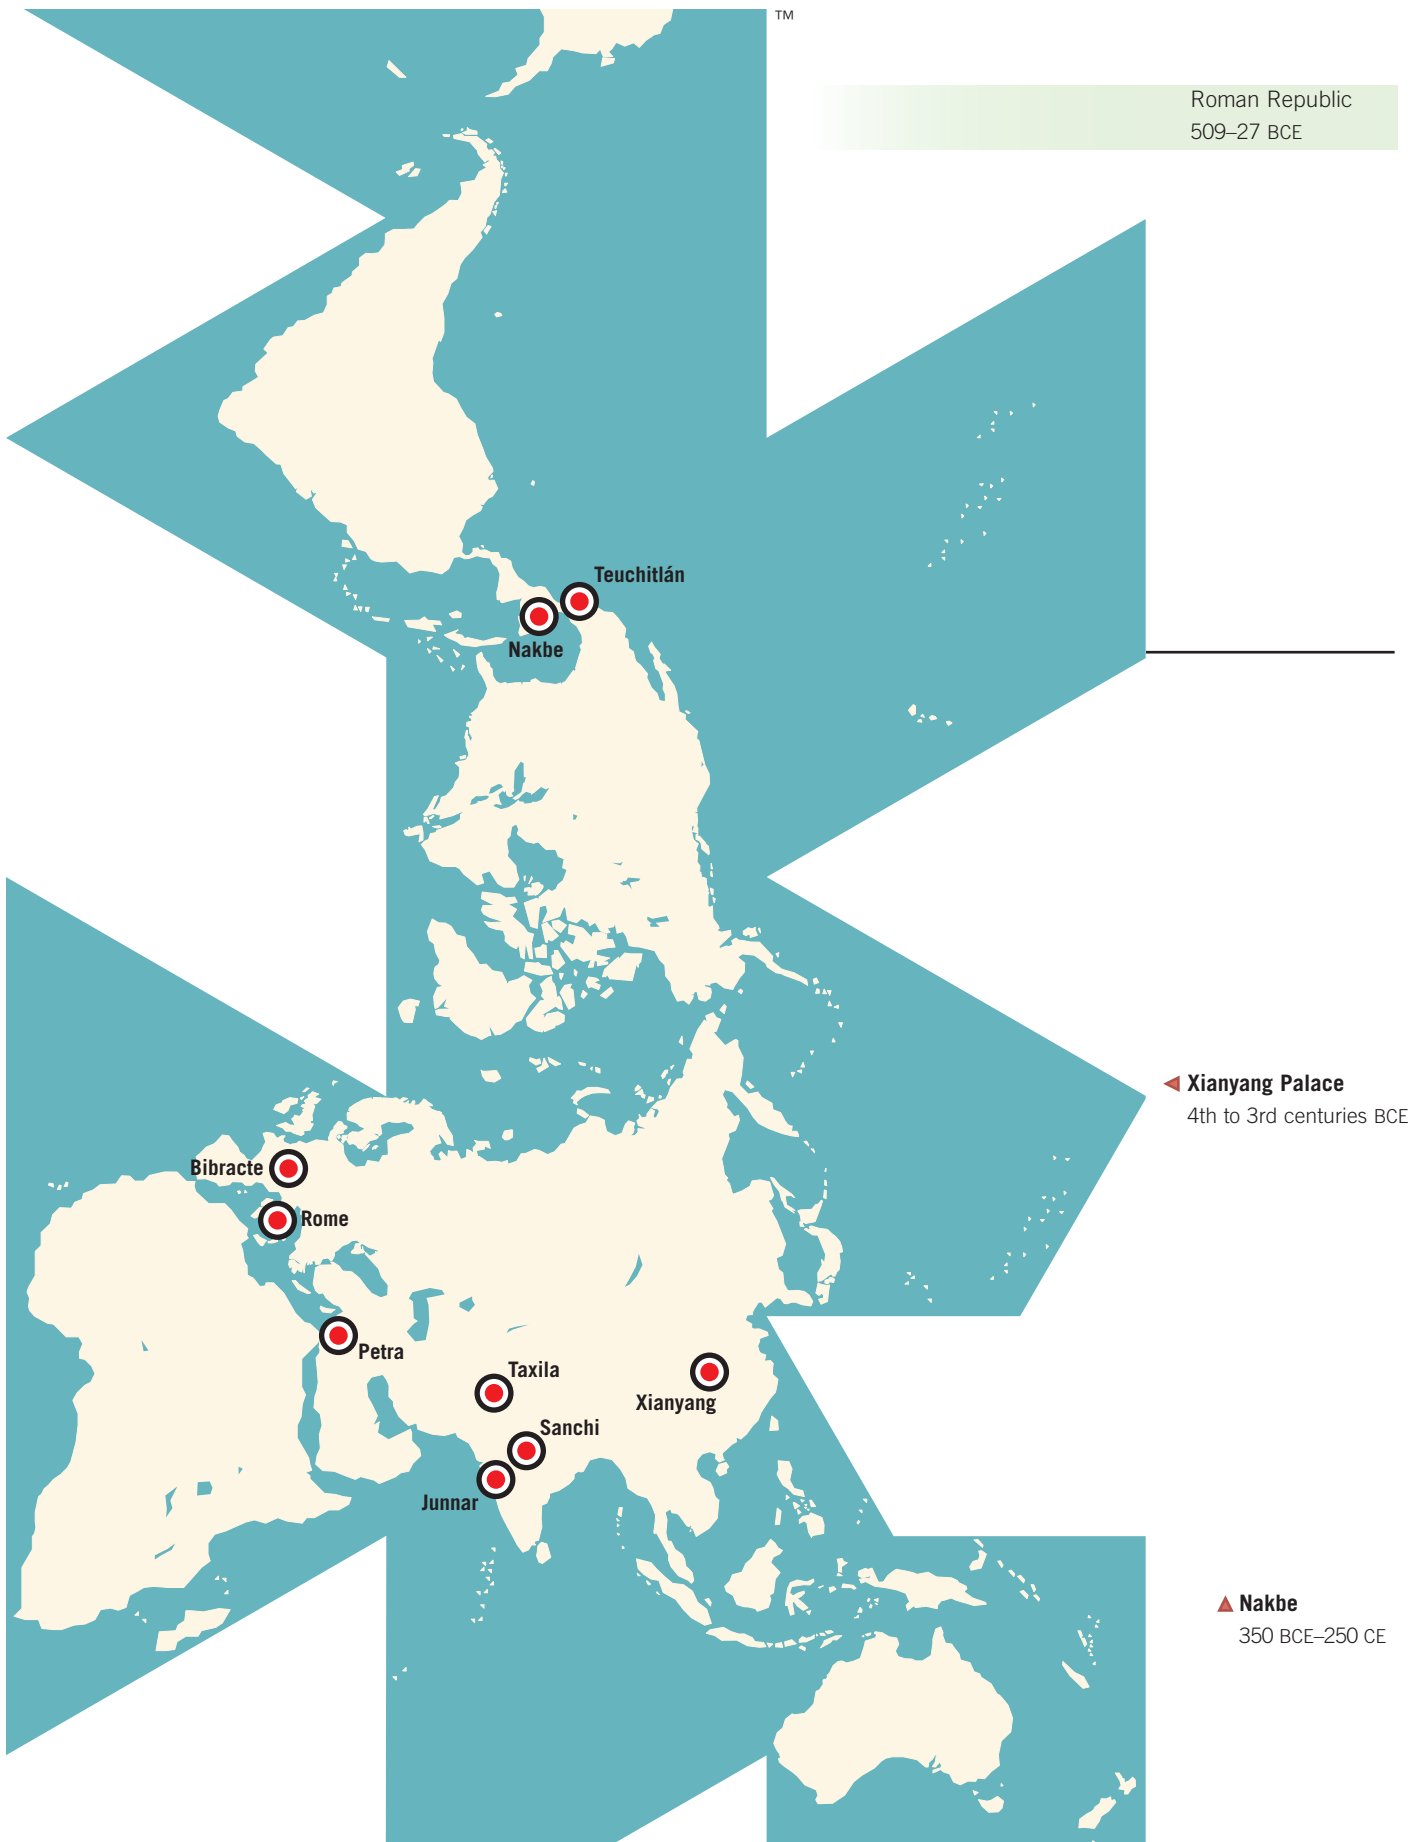 ™
Roman Republic
509–27 BCE
Teuchitlán
Nakbe
Xianyang Palace
4th to 3rd centuries BCE
Bibracte
Rome
Petra
Taxila
Xianyang
Sanchi
Junnar
Nakbe
350 BCE–250 CE